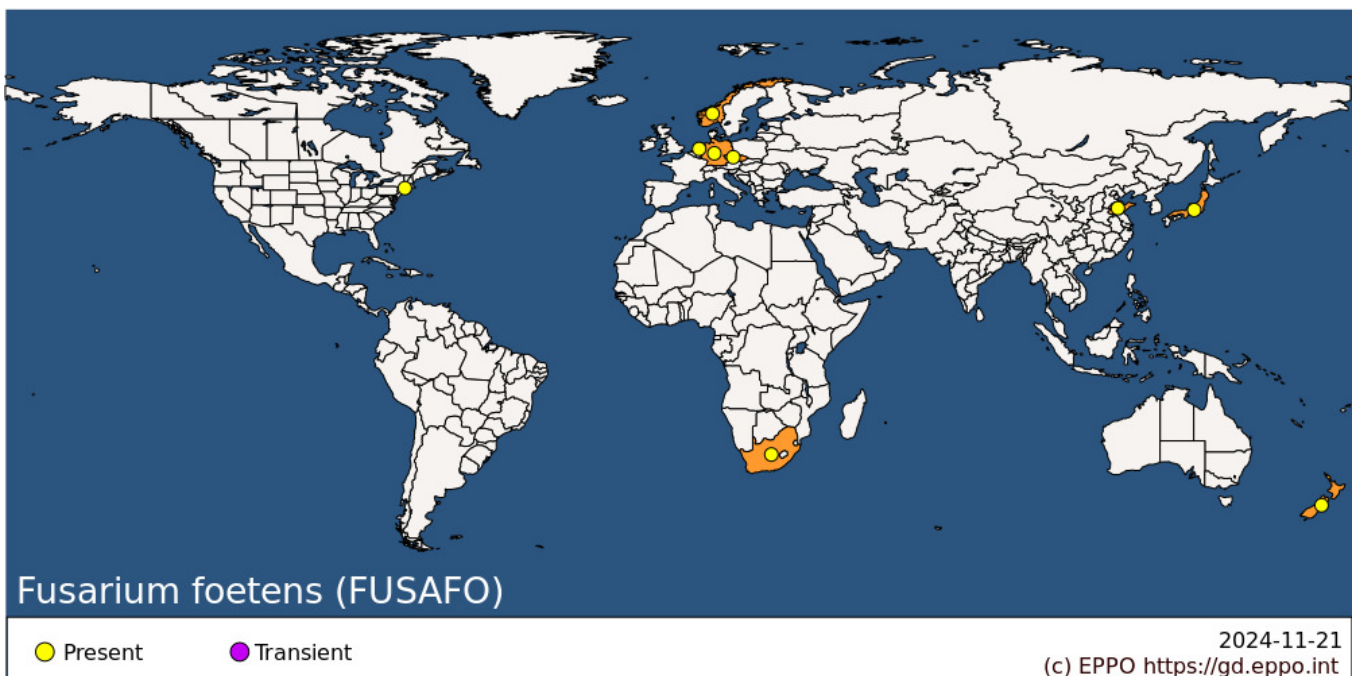 Fusarium foetens (FUSAFO)
Present
Transient
2024-11-21
(c) EPPO https://gd.eppo.int